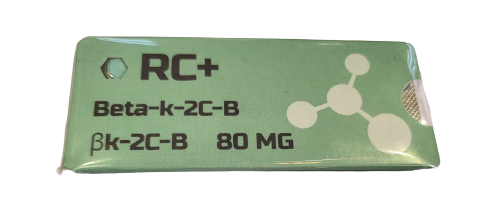 RC+
Beta-k-2C-B
βk-2C-B 80 MG